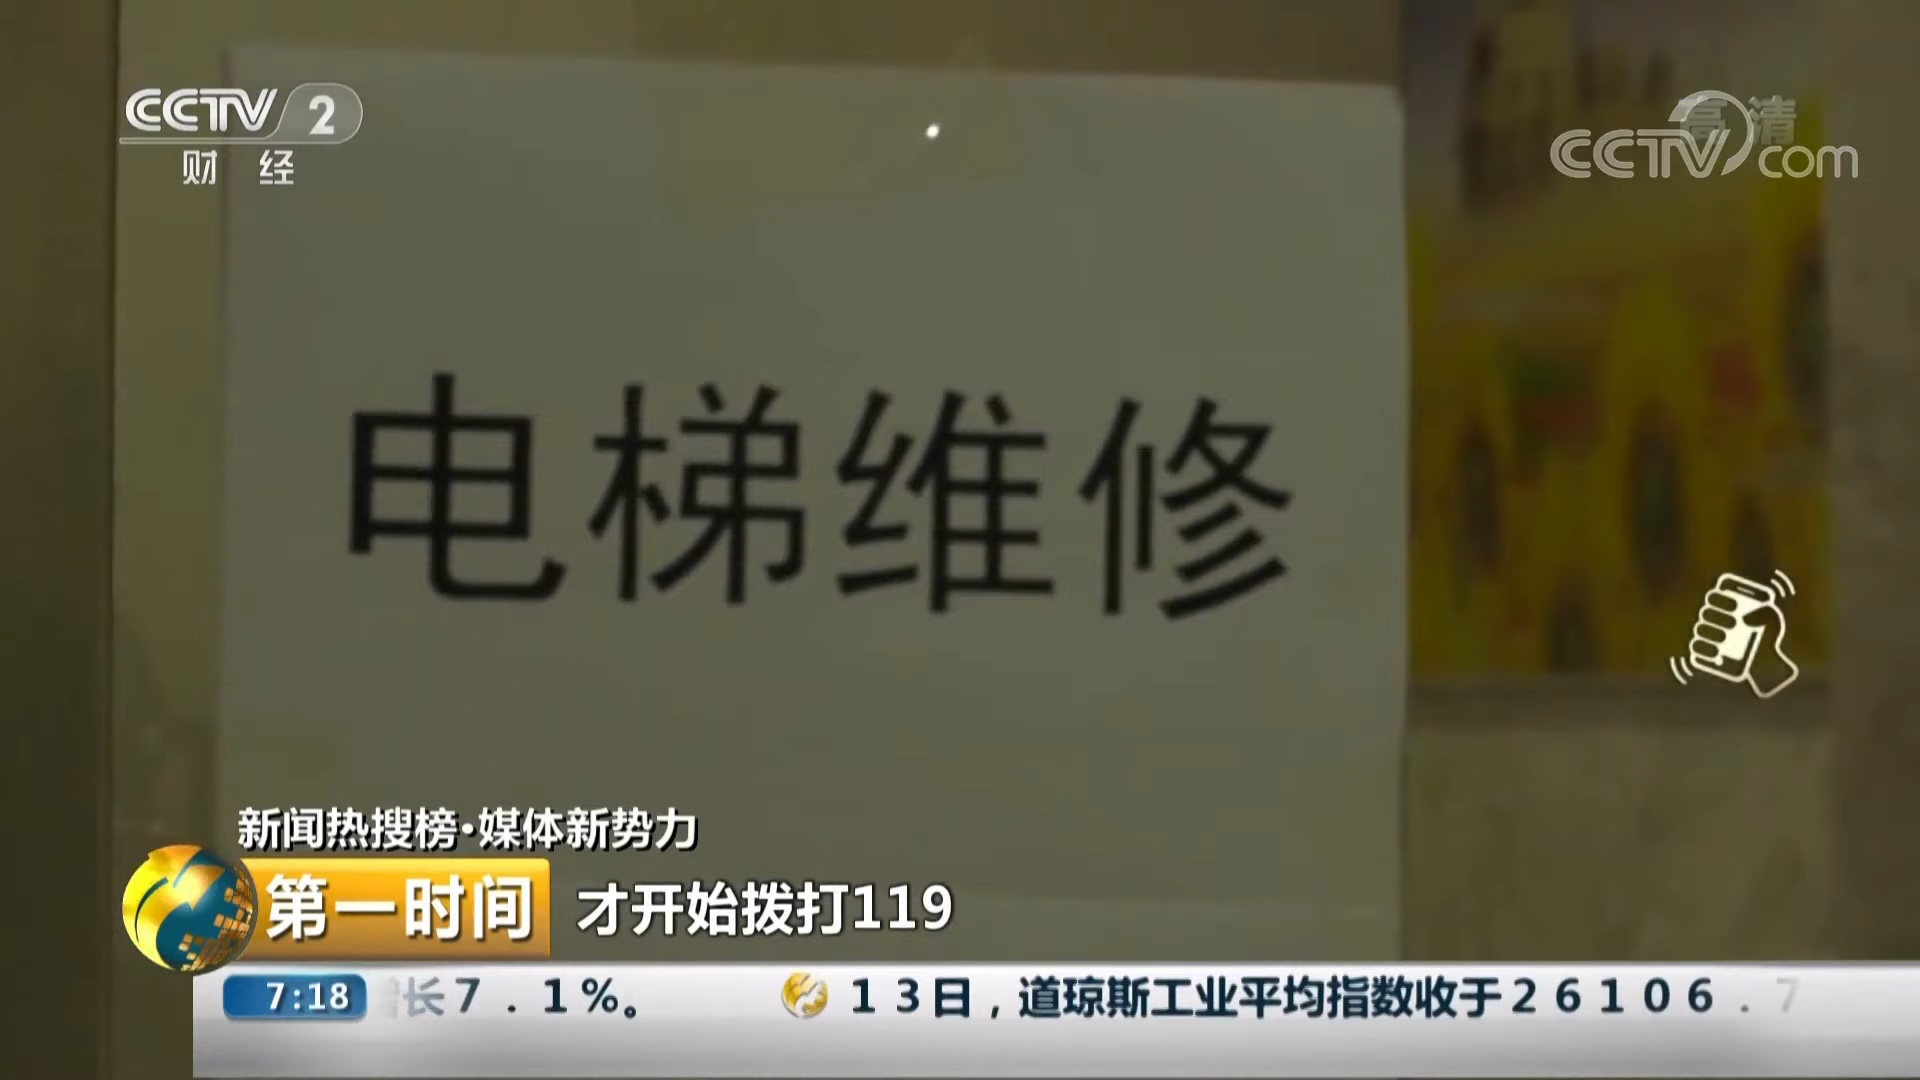 CCTV 2
财 经
高清
CCTV com
电梯维修
新闻热搜榜·媒体新势力
第一时间
才开始拨打119
7:18
长7.1%。 13日，道琼斯工业平均指数收于26106.7